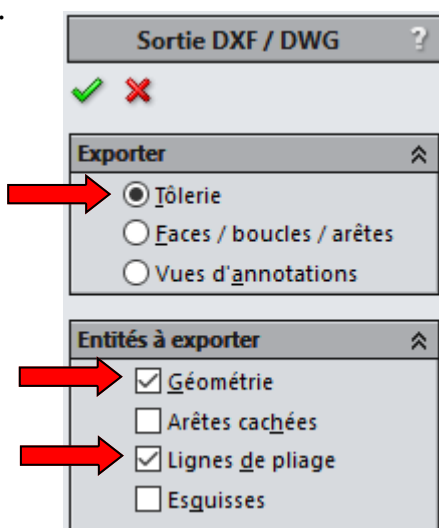 Sortie DXF / DWG ?
Exporter
Tôlerie
Faces / boucles / arêtes
Vues d'annotations
Entités à exporter
Géométrie
Arêtes cachées
Lignes de pliage
Esquisses